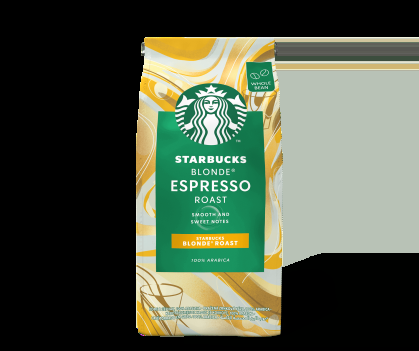 WHOLE
BEAN
STARBUCKS
BLONDE®
ESPRESSO
ROAST
SMOOTH AND
SWEET NOTES
STARBUCKS
BLONDE® ROAST
100% ARABICA